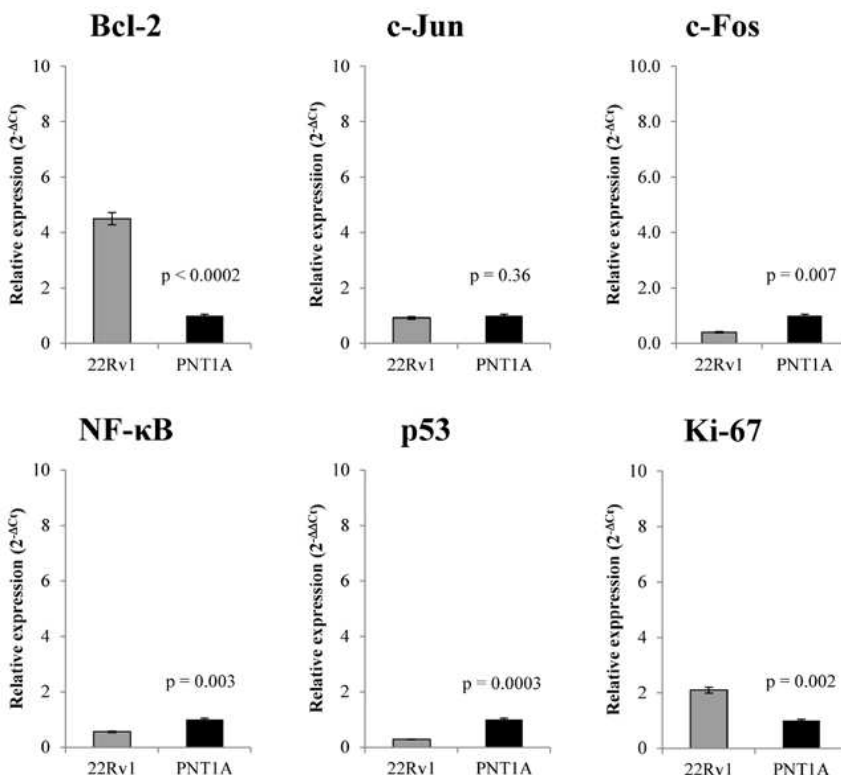 Bcl-2
Relative expression (2-ΔCt)
10
8
6
4
2
0
p < 0.0002
22Rv1 PNT1A
c-Jun
Relative expressiion (2-ΔCt)
10
8
6
4
2
0
p = 0.36
22Rv1 PNT1A
c-Fos
Relative expression (2-ΔCt)
10.0
8.0
6.0
4.0
2.0
0.0
p = 0.007
22Rv1 PNT1A
NF-κB
Relative expression (2-ΔCt)
10
8
6
4
2
0
p = 0.003
22Rv1 PNT1A
p53
Relative expression (2-ΔΔCt)
10
8
6
4
2
0
p = 0.0003
22Rv1 PNT1A
Ki-67
Relative exppression (2-ΔCt)
10
8
6
4
2
0
p = 0.002
22Rv1 PNT1A